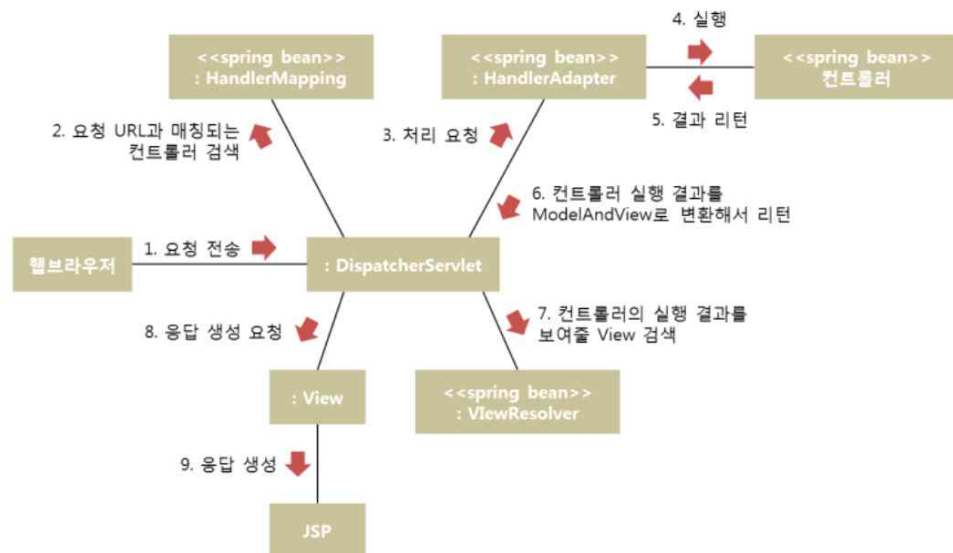 4. 실행
<<spring bean>>
: HandlerMapping
<<spring bean>>
: HandlerAdapter
<<spring bean>>
컨트롤러
5. 결과 리턴
2. 요청 URL과 매칭되는
컨트롤러 검색
3. 처리 요청
6. 컨트롤러 실행 결과를
ModelAndView로 변환해서 리턴
1. 요청 전송
웹브라우저
: DispatcherServlet
7. 컨트롤러의 실행 결과를
보여줄 View 검색
8. 응답 생성 요청
: View
<<spring bean>>
: VIewResolver
9. 응답 생성
JSP